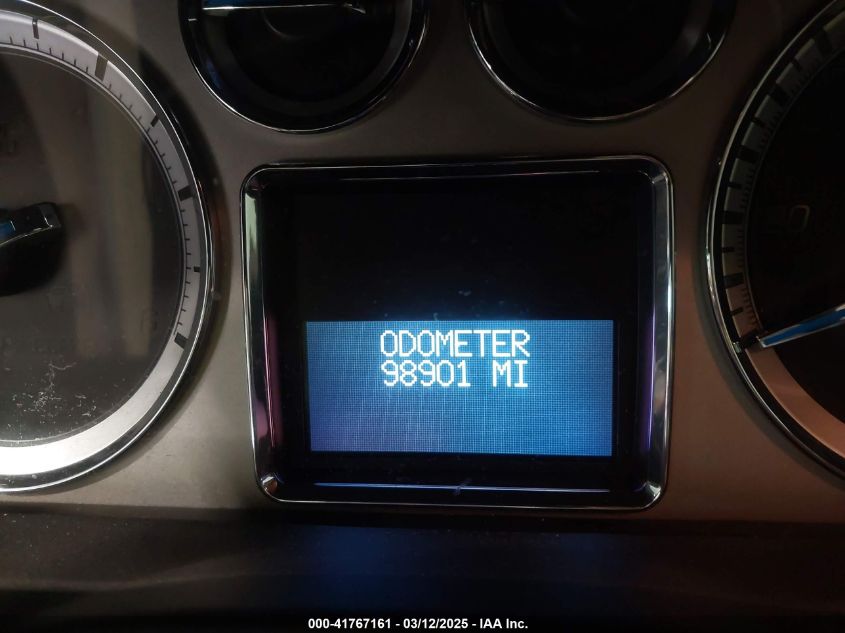 ODOMETER
98901 MI
000-41767161 - 03/12/2025 - IAA Inc.